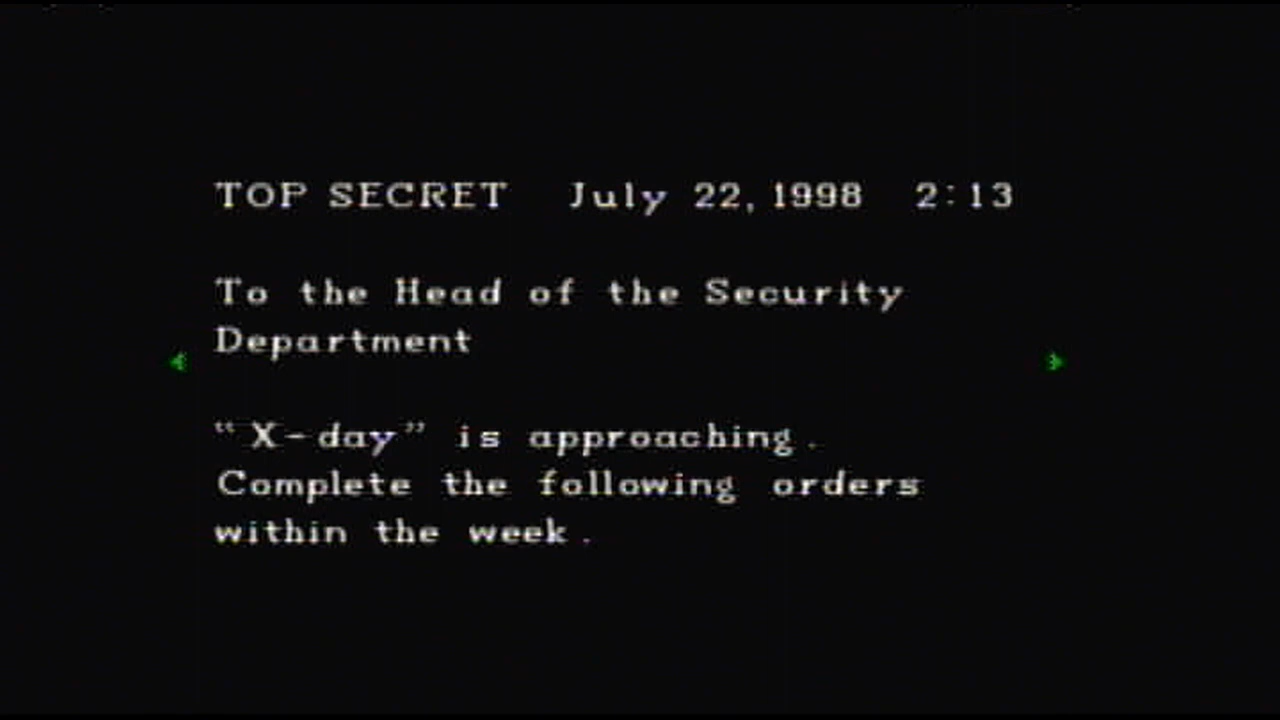 TOP SECRET July 22, 1998 2:13
To the Head of the Security
Department
“X-day” is approaching.
Complete the following orders
within the week.